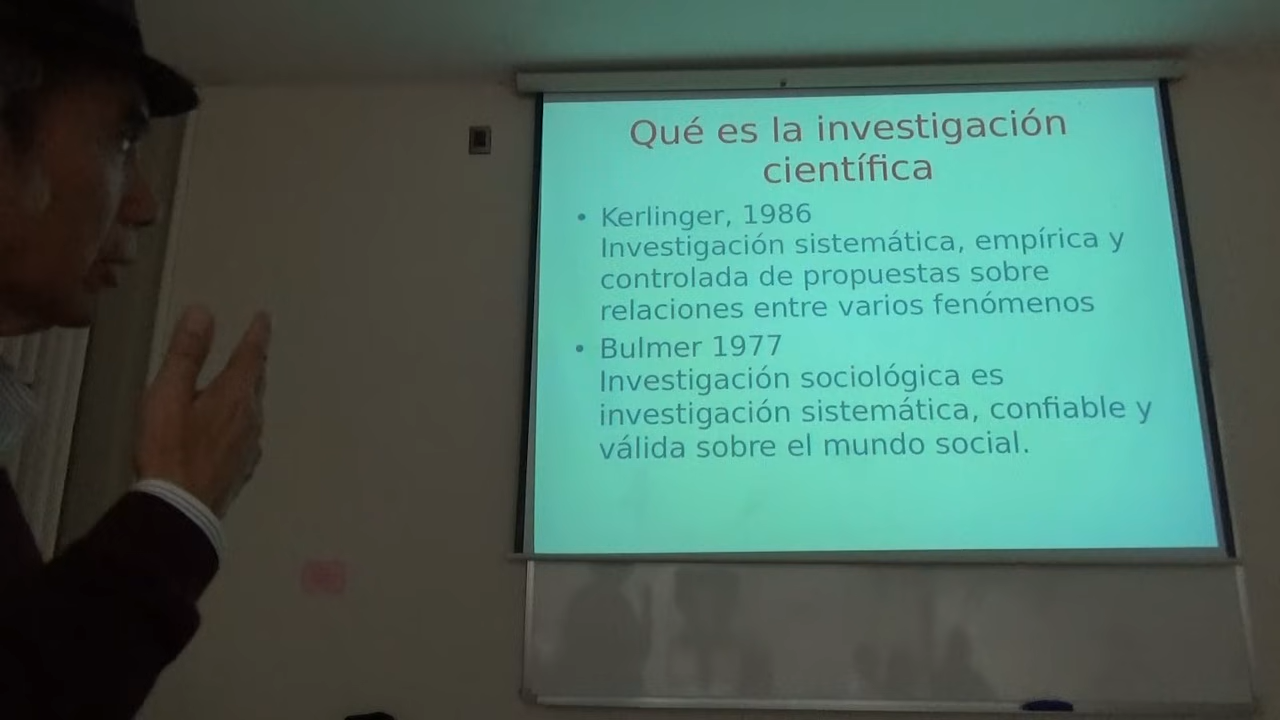 Qué es la investigación
científica
• Kerlinger, 1986
Investigación sistemática, empírica y
controlada de propuestas sobre
relaciones entre varios fenómenos
• Bulmer 1977
Investigación sociológica es
investigación sistemática, confiable y
válida sobre el mundo social.